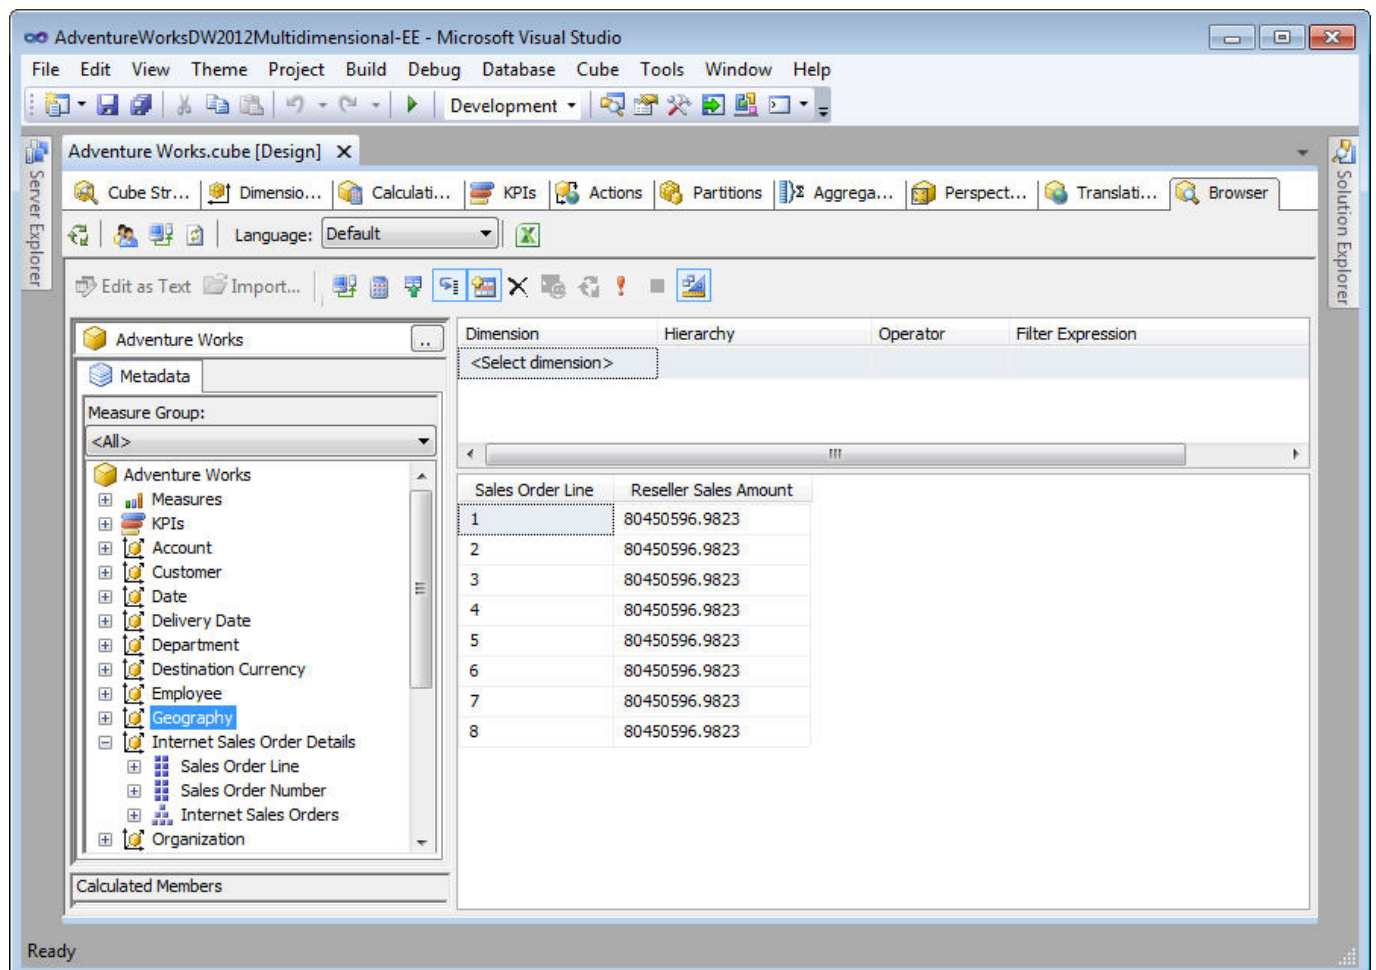 AdventureWorksDW2012Multidimensional-EE - Microsoft Visual Studio
File Edit View Theme Project Build Debug Database Cube Tools Window Help
Development
Server Explorer
Adventure Works.cube [Design]
Solution Explorer
Cube Str... Dimensio... Calculati... KPIs Actions Partitions Aggrega... Perspect... Translati... Browser
Language: Default
Edit as Text Import...
Adventure Works ..
Metadata
Measure Group:
<All>
Adventure Works
Measures
KPIs
Account
Customer
Date
Delivery Date
Department
Destination Currency
Employee
Geography
Internet Sales Order Details
Sales Order Line
Sales Order Number
Internet Sales Orders
Organization
Calculated Members
Dimension Hierarchy Operator Filter Expression
<Select dimension>
Sales Order Line Reseller Sales Amount
1 80450596.9823
2 80450596.9823
3 80450596.9823
4 80450596.9823
5 80450596.9823
6 80450596.9823
7 80450596.9823
8 80450596.9823
Ready